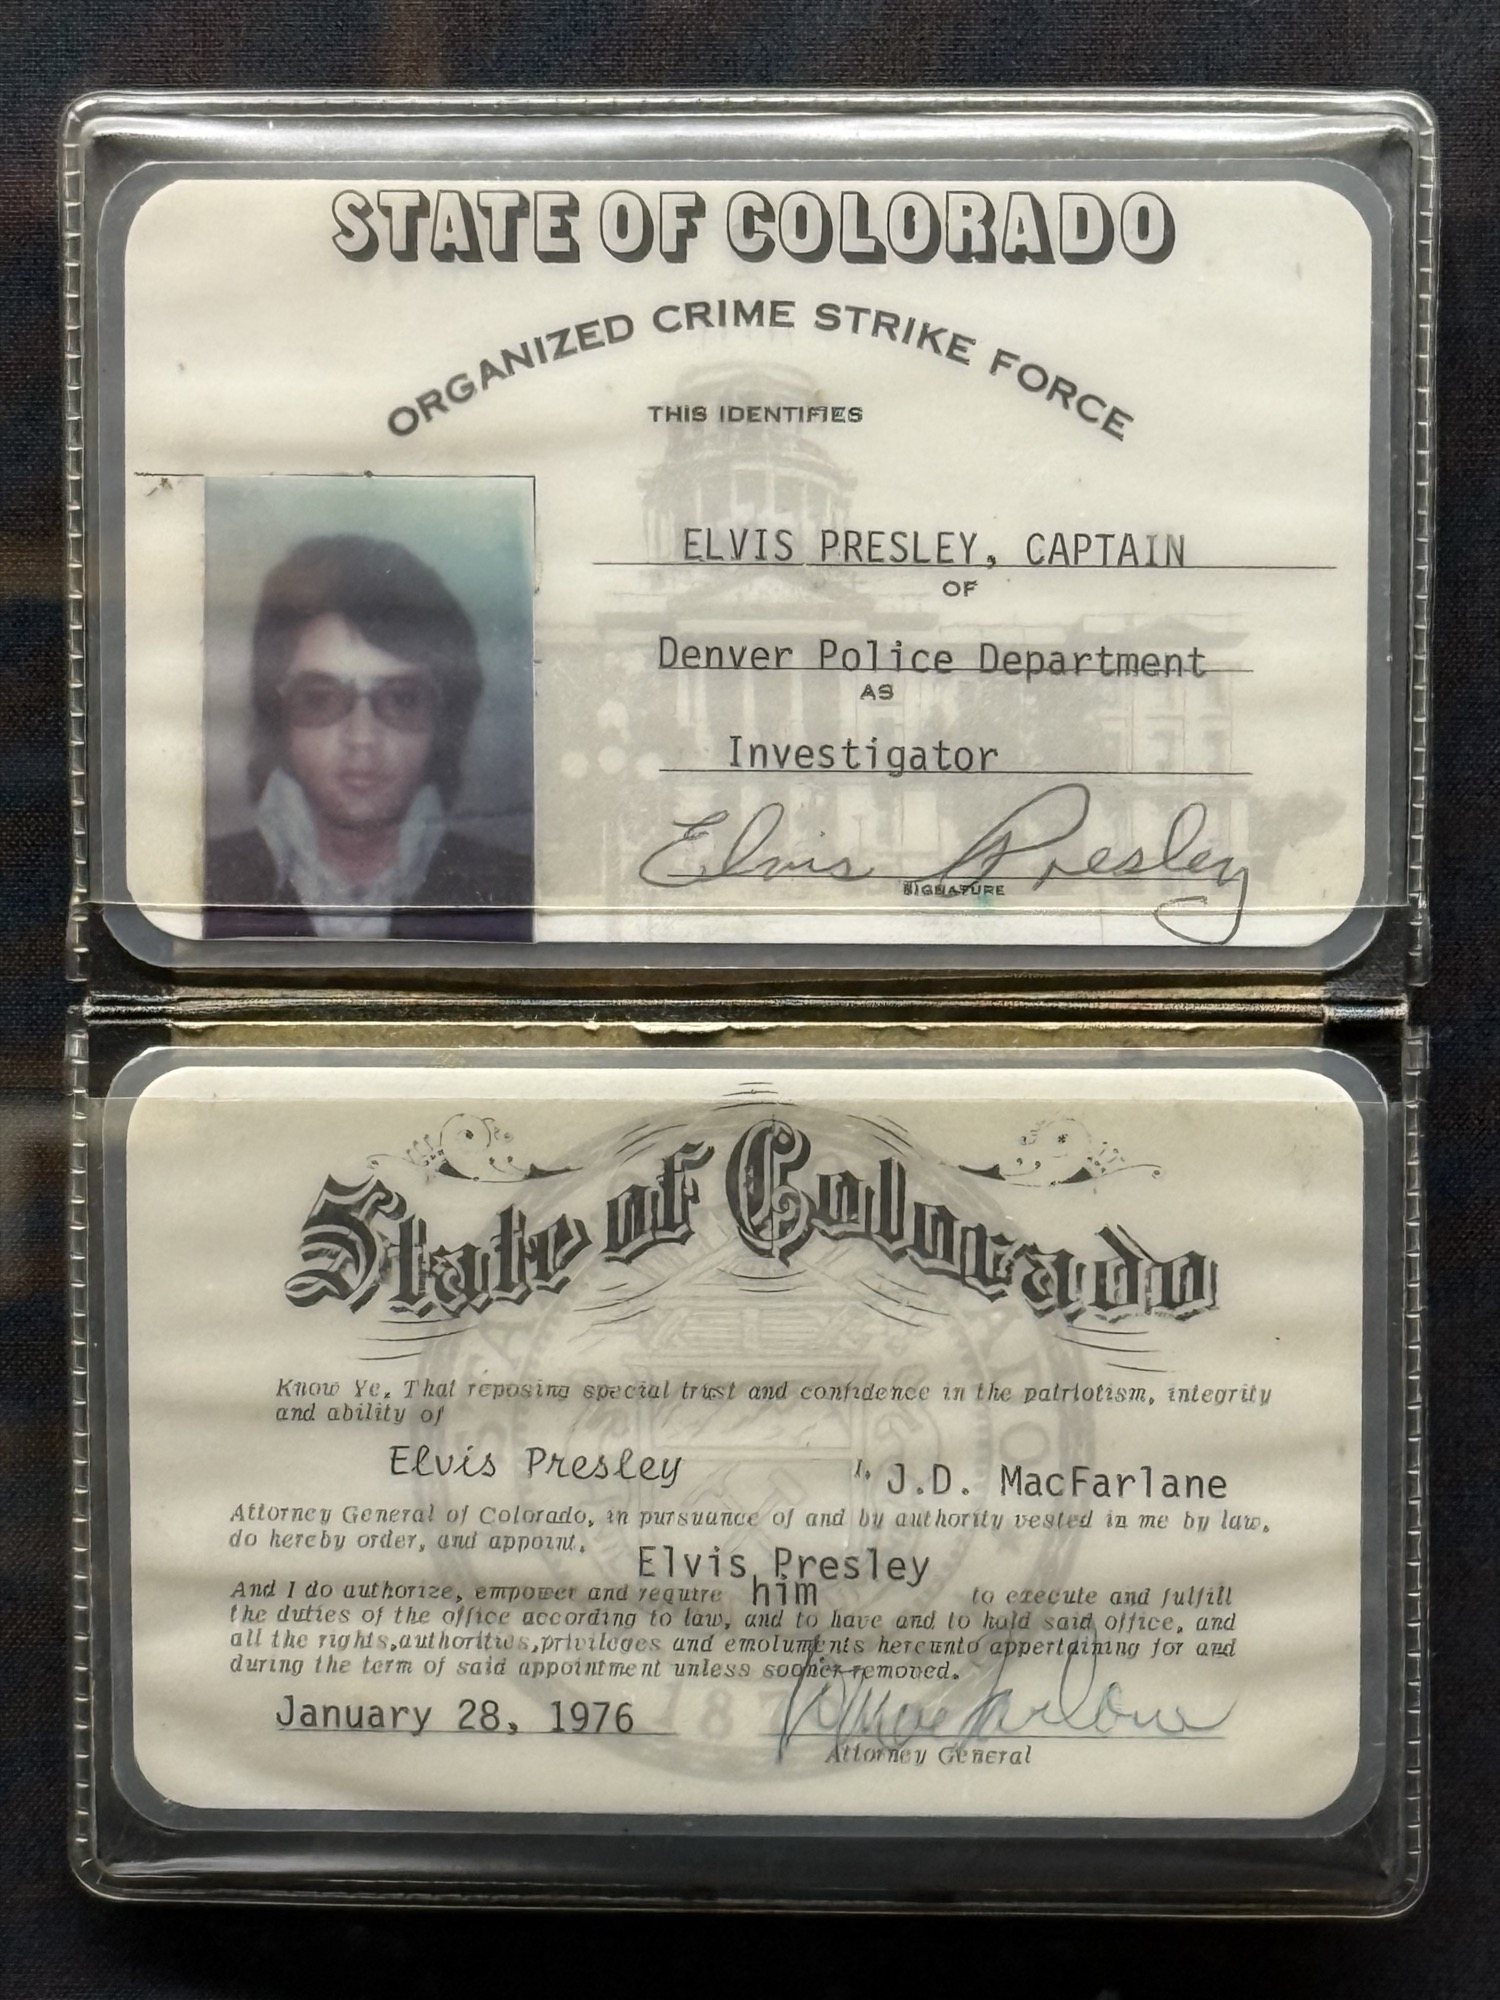 STATE OF COLORADO
ORGANIZED CRIME STRIKE FORCE
THIS IDENTIFIES
ELVIS PRESLEY, CAPTAIN
OF
Denver Police Department
AS
Investigator
Elvis Presley
SIGNATURE
State of Colorado
Know Ye, That reposing special trust and confidence in the patriotism, integrity
and ability of
Elvis Presley I, J.D. MacFarlane
Attorney General of Colorado, in pursuance of and by authority vested in me by law,
do hereby order, and appoint,
Elvis Presley
And I do authorize, empower and require him to execute and fulfill
the duties of the office according to law, and to have and to hold said office, and
all the rights,authorities,privileges and emoluments hereunto appertaining for and
during the term of said appointment unless sooner removed.
January 28, 1976
Attorney General